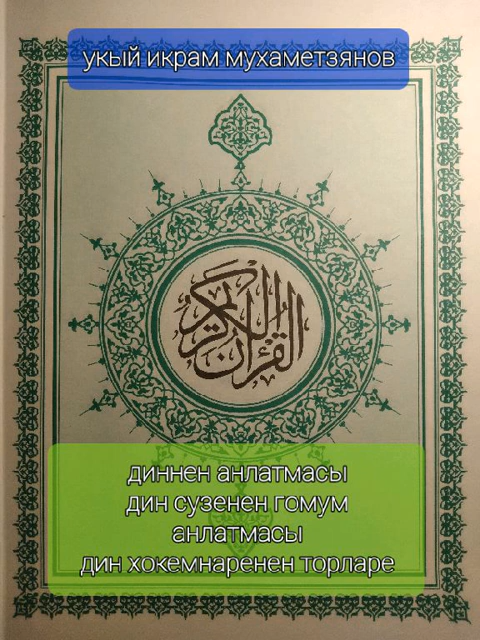 укый икрам мухаметзянов
القرآن الكريم
диннен анлатмасы
дин сузенен гомум
анлатмасы
дин хокемнаренен торларе